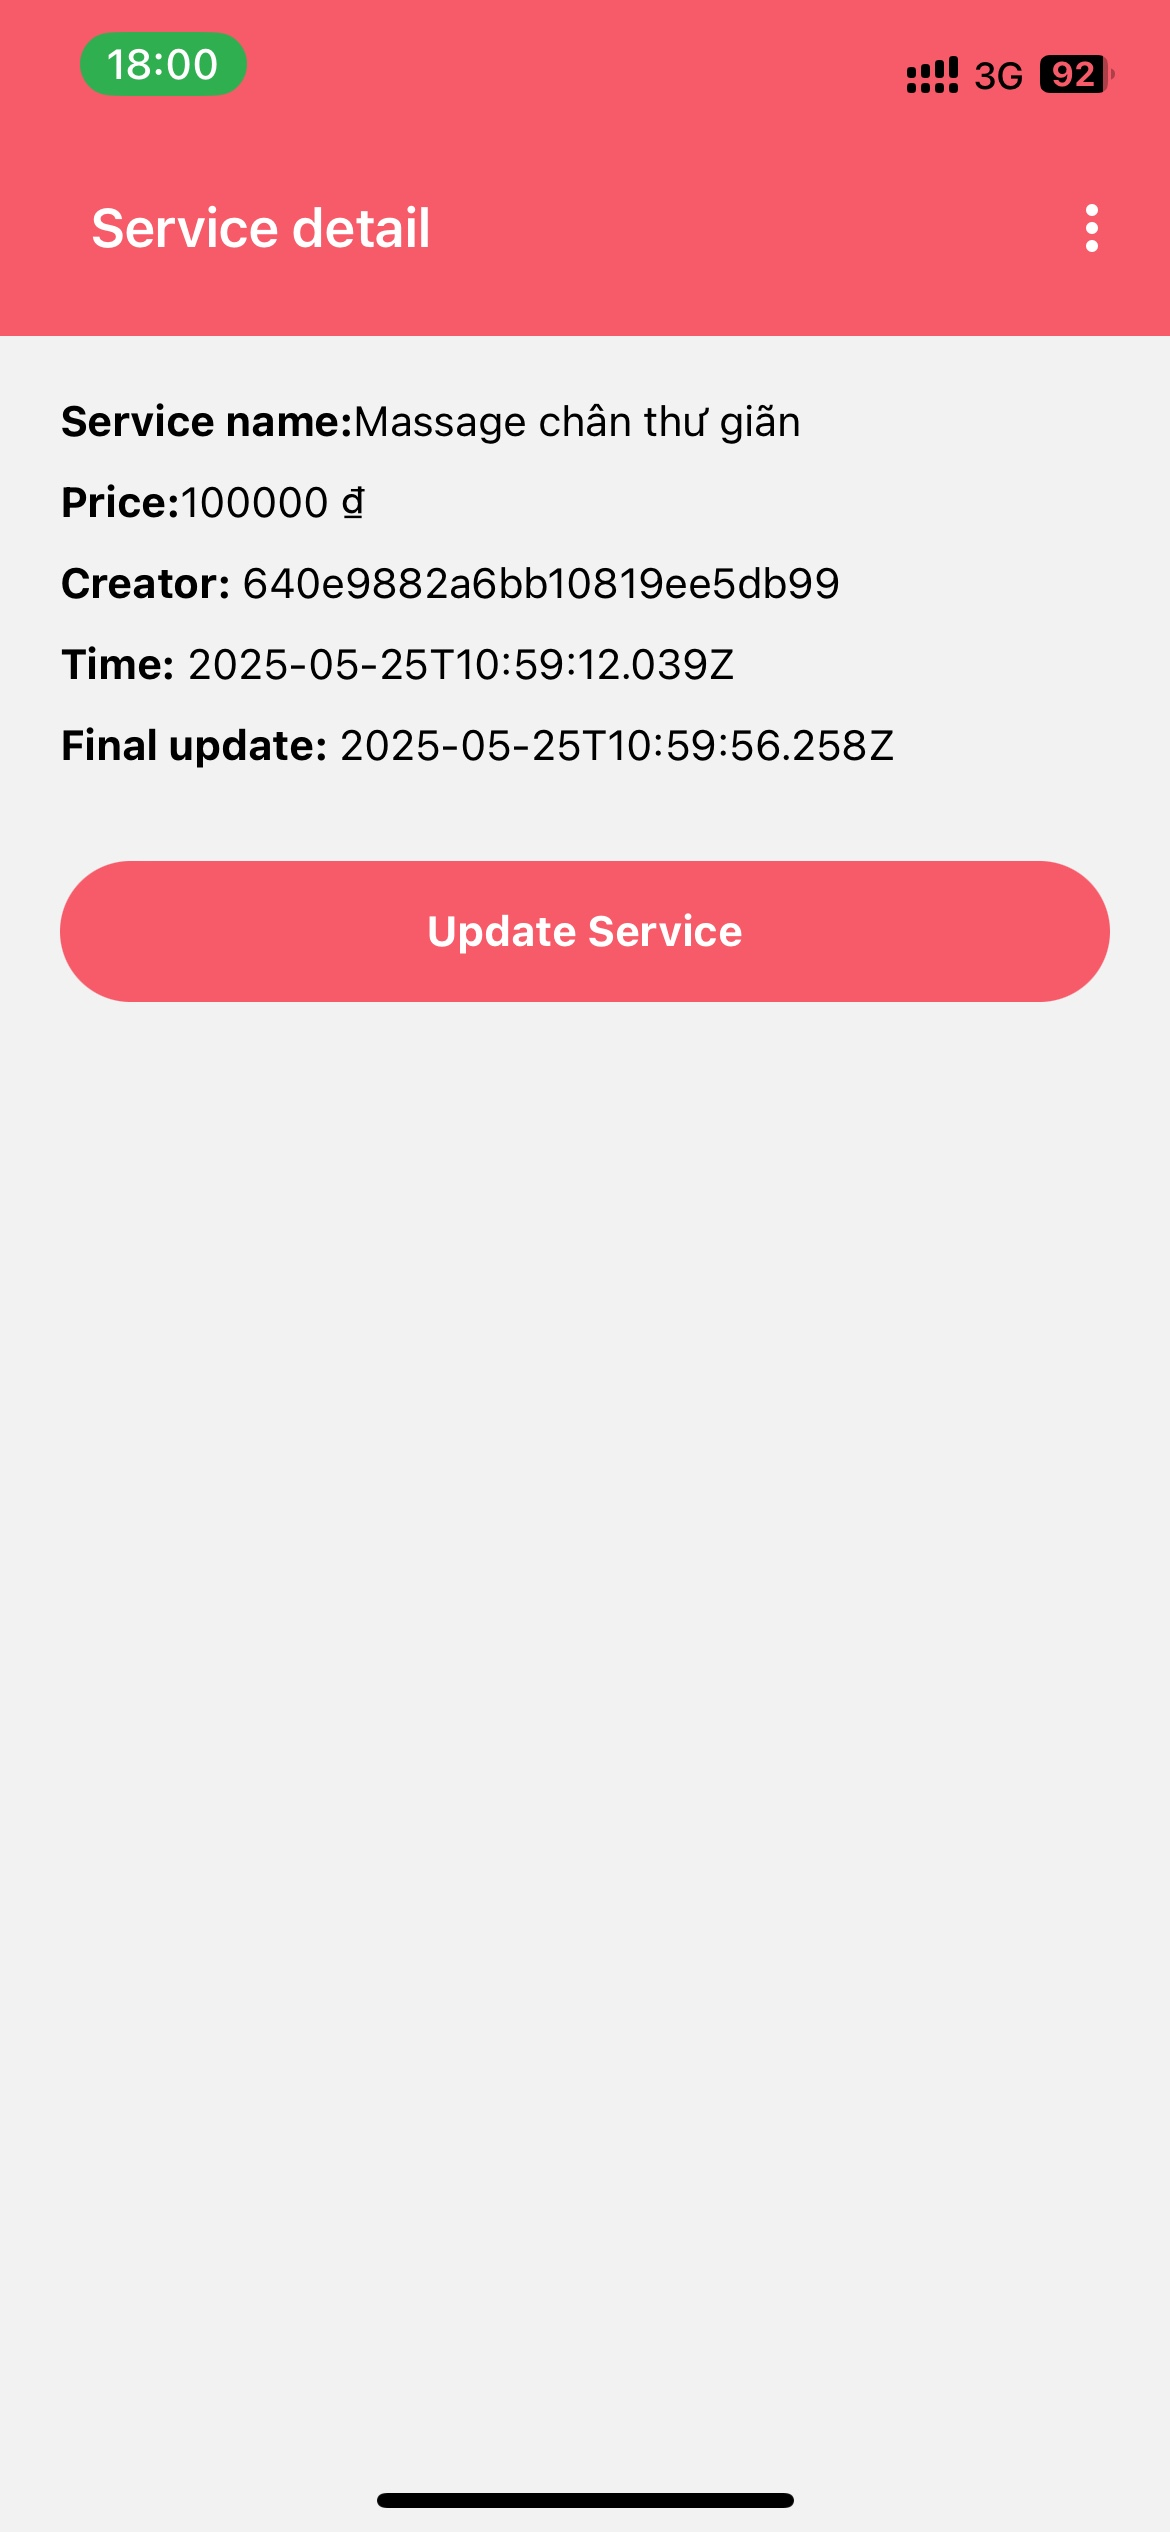 18:00
3G 92
Service detail
Service name:Massage chân thư giãn
Price:100000 ₫
Creator: 640e9882a6bb10819ee5db99
Time: 2025-05-25T10:59:12.039Z
Final update: 2025-05-25T10:59:56.258Z
Update Service